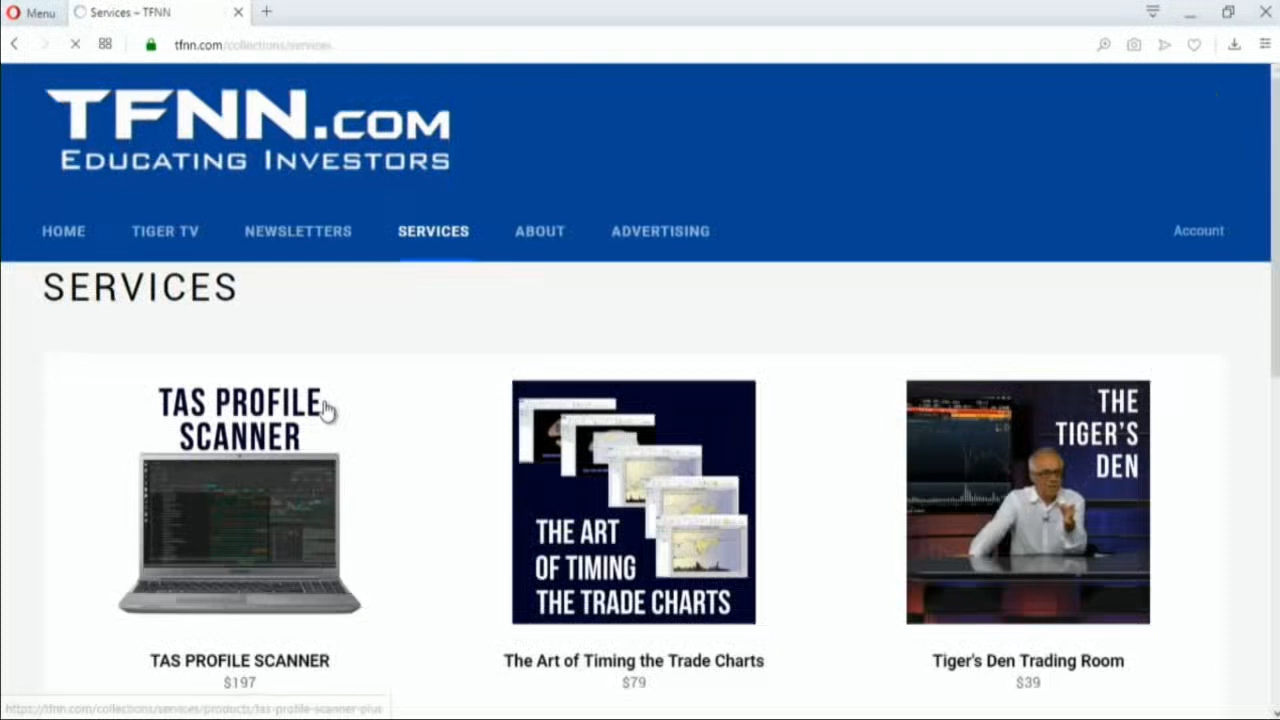 Menu
Services – TFNN
tfnn.com/collections/services
TFNN.COM
EDUCATING INVESTORS
HOME
TIGER TV
NEWSLETTERS
SERVICES
ABOUT
ADVERTISING
Account
SERVICES
TAS PROFILE
SCANNER
THE ART
OF TIMING
THE TRADE CHARTS
THE
TIGER'S
DEN
TAS PROFILE SCANNER
$197
The Art of Timing the Trade Charts
$79
Tiger's Den Trading Room
$39
https://tfnn.com/collections/services/products/tas-profile-scanner-plus